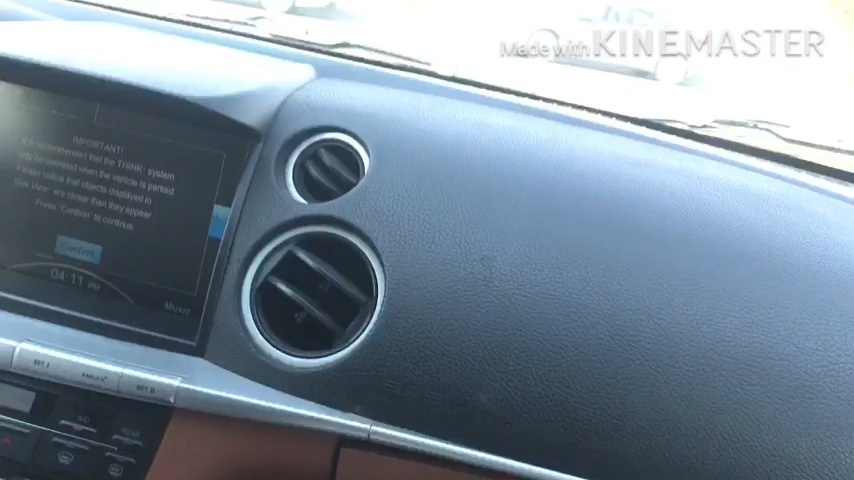 Made with KINEMASTER
IMPORTANT!
It is recommended that the THINK+ system
only be operated when the vehicle is parked.
Please notice that objects displayed in
'Side View' are closer than they appear
Press 'Confirm' to continue.
Confirm
04:11 PM
Music
A/C
REAR